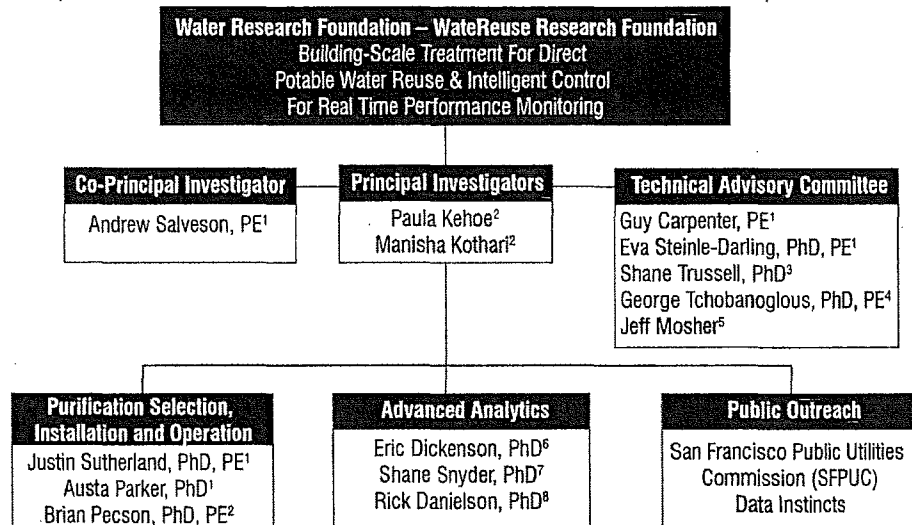 Water Research Foundation – WateReuse Research Foundation
Building-Scale Treatment For Direct
Potable Water Reuse & Intelligent Control
For Real Time Performance Monitoring
Co-Principal Investigator
Andrew Salveson, PE¹
Principal Investigators
Paula Kehoe²
Manisha Kothari²
Technical Advisory Committee
Guy Carpenter, PE¹
Eva Steinle-Darling, PhD, PE¹
Shane Trussell, PhD³
George Tchobanoglous, PhD, PE⁴
Jeff Mosher⁵
Purification Selection,
Installation and Operation
Justin Sutherland, PhD, PE¹
Austa Parker, PhD¹
Brian Pecson, PhD, PE²
Advanced Analytics
Eric Dickenson, PhD⁶
Shane Snyder, PhD⁷
Rick Danielson, PhD⁸
Public Outreach
San Francisco Public Utilities
Commission (SFPUC)
Data Instincts